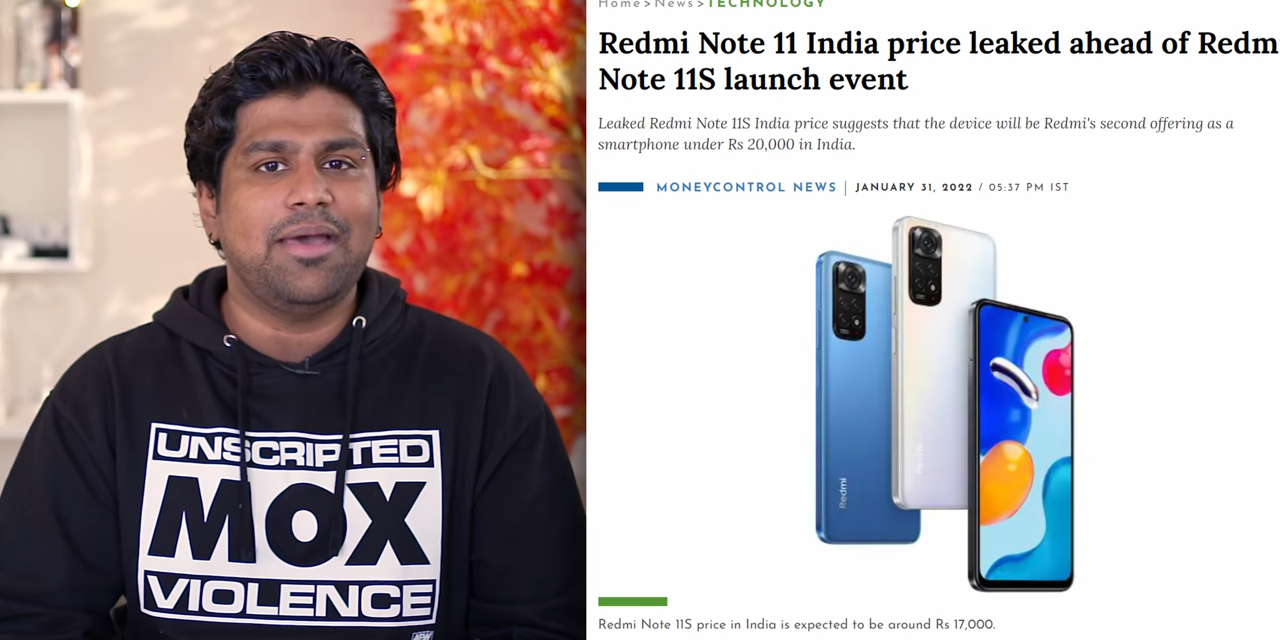 UNSCRIPTED
MOX
VIOLENCE
AEW
Home > News > TECHNOLOGY
Redmi Note 11 India price leaked ahead of Redm
Note 11S launch event
Leaked Redmi Note 11S India price suggests that the device will be Redmi's second offering as a
smartphone under Rs 20,000 in India.
MONEYCONTROL NEWS | JANUARY 31, 2022 / 05:37 PM IST
Redmi
Redmi
Redmi Note 11S price in India is expected to be around Rs 17,000.